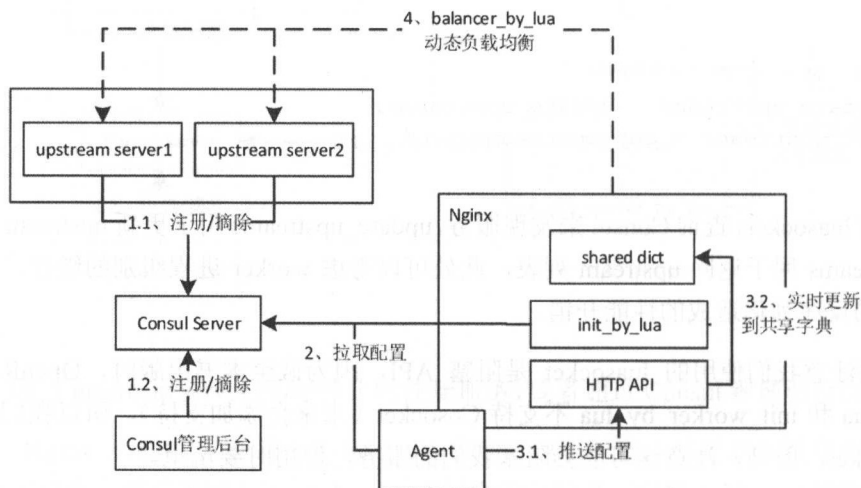 4、balancer_by_lua
动态负载均衡
upstream server1
upstream server2
1.1、注册/摘除
Nginx
shared dict
3.2、实时更新
到共享字典
Consul Server
init_by_lua
2、拉取配置
HTTP API
1.2、注册/摘除
Consul管理后台
Agent
3.1、推送配置